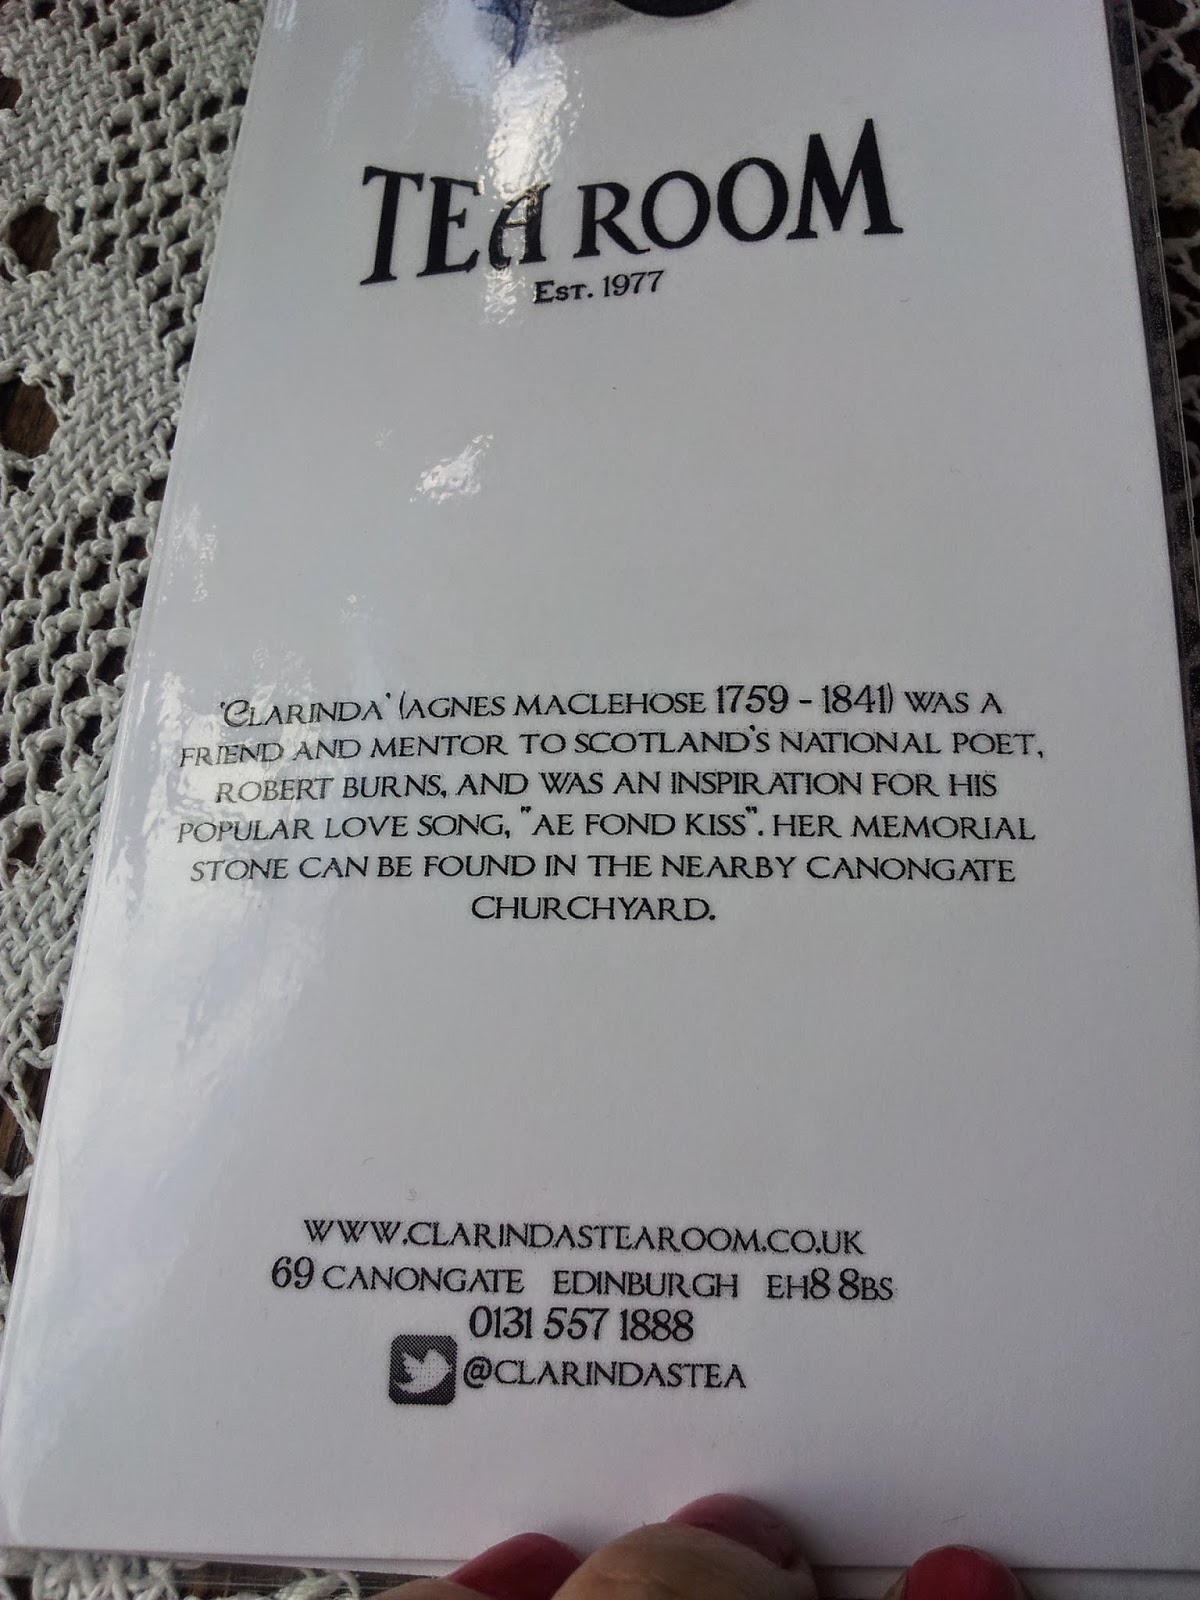 TEA ROOM
EST. 1977
'CLARINDA' (AGNES MACLEHOSE 1759 - 1841) WAS A
FRIEND AND MENTOR TO SCOTLAND'S NATIONAL POET,
ROBERT BURNS, AND WAS AN INSPIRATION FOR HIS
POPULAR LOVE SONG, "AE FOND KISS". HER MEMORIAL
STONE CAN BE FOUND IN THE NEARBY CANONGATE
CHURCHYARD.
WWW.CLARINDASTEAROOM.CO.UK
69 CANONGATE EDINBURGH EH8 8BS
0131 557 1888
@CLARINDASTEA